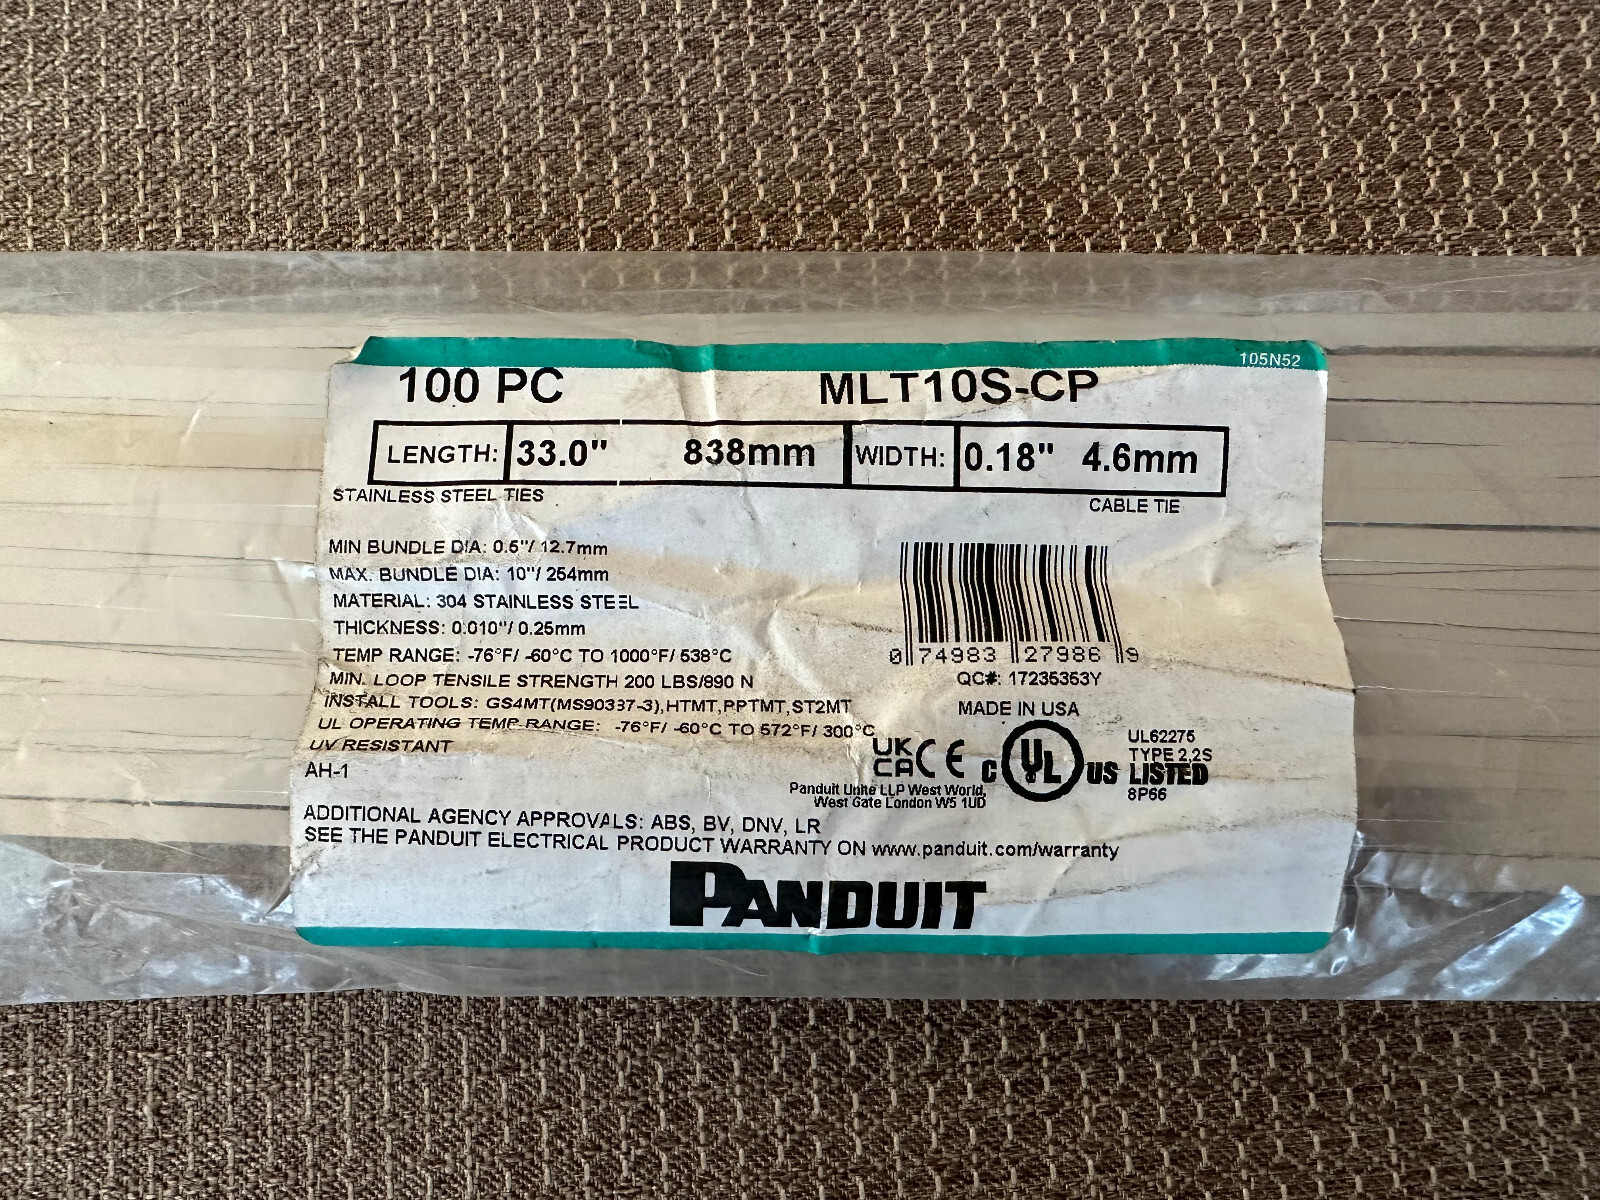 105N52
100 PC MLT10S-CP
LENGTH: 33.0" 838mm WIDTH: 0.18" 4.6mm
STAINLESS STEEL TIES
CABLE TIE
MIN BUNDLE DIA: 0.5"/ 12.7mm
MAX. BUNDLE DIA: 10"/ 254mm
MATERIAL: 304 STAINLESS STEEL
THICKNESS: 0.010"/ 0.25mm
TEMP RANGE: -76°F/ -60°C TO 1000°F/ 538°C
MIN. LOOP TENSILE STRENGTH 200 LBS/890 N
INSTALL TOOLS: GS4MT(MS90337-3),HTMT,PPTMT,ST2MT
UL OPERATING TEMP RANGE: -76°F/ -60°C TO 572°F/ 300°C
UV RESISTANT
AH-1
0 74983 27986 9
QC#: 17235353Y
MADE IN USA
UK
CA CE C UL US
UL62275
TYPE 2,2S
LISTED
8P66
Panduit Unite LLP West World,
West Gate London W5 1UD
ADDITIONAL AGENCY APPROVALS: ABS, BV, DNV, LR
SEE THE PANDUIT ELECTRICAL PRODUCT WARRANTY ON www.panduit.com/warranty
PANDUIT